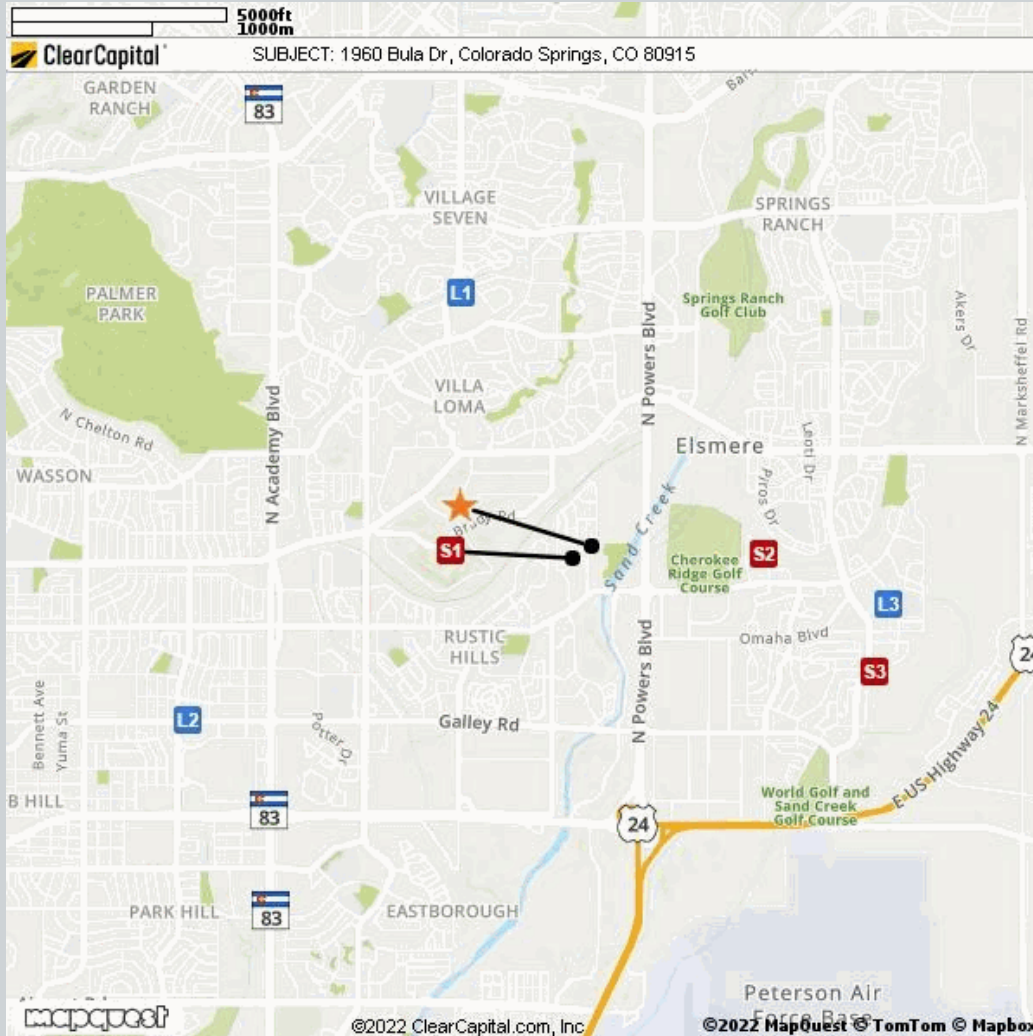 5000ft
1000m
ClearCapital
SUBJECT: 1960 Bula Dr, Colorado Springs, CO 80915
GARDEN
RANCH
83
VILLAGE
SEVEN
SPRINGS
RANCH
L1
PALMER
PARK
Springs Ranch
Golf Club
Akers Dr
N Marksheffel Rd
N Powers Blvd
VILLA
LOMA
N Academy Blvd
N Chelton Rd
Elsmere
Leoti Dr
WASSON
Piros Dr
Sand Creek
S1
S2
Cherokee
Ridge Golf
Course
L3
RUSTIC
HILLS
Omaha Blvd
24
S3
N Powers Blvd
Bennett Ave
Yuma St
L2
Potter Dr
Galley Rd
E US Highway 24
B HILL
83
World Golf and
Sand Creek
Golf Course
24
83
PARK HILL
EASTBOROUGH
Peterson Air
Force Base
mapquest
©2022 ClearCapital.com, Inc
©2022 MapQuest © TomTom © Mapbox